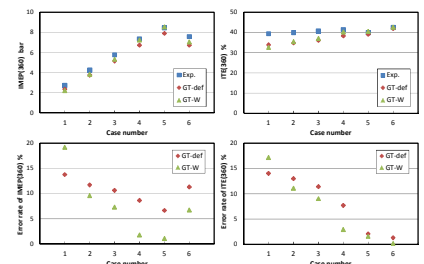 IMEP(360) bar
10
8
6
4
2
0
Exp.
GT-def
GT-W
1 2 3 4 5 6
Case number
ITE(360) %
50
40
30
20
10
0
Exp.
GT-def
GT-W
1 2 3 4 5 6
Case number
Error rate of IMEP(360) %
20
15
10
5
0
GT-def
GT-W
1 2 3 4 5 6
Case number
Error rate of ITE(360) %
20
15
10
5
0
GT-def
GT-W
1 2 3 4 5 6
Case number